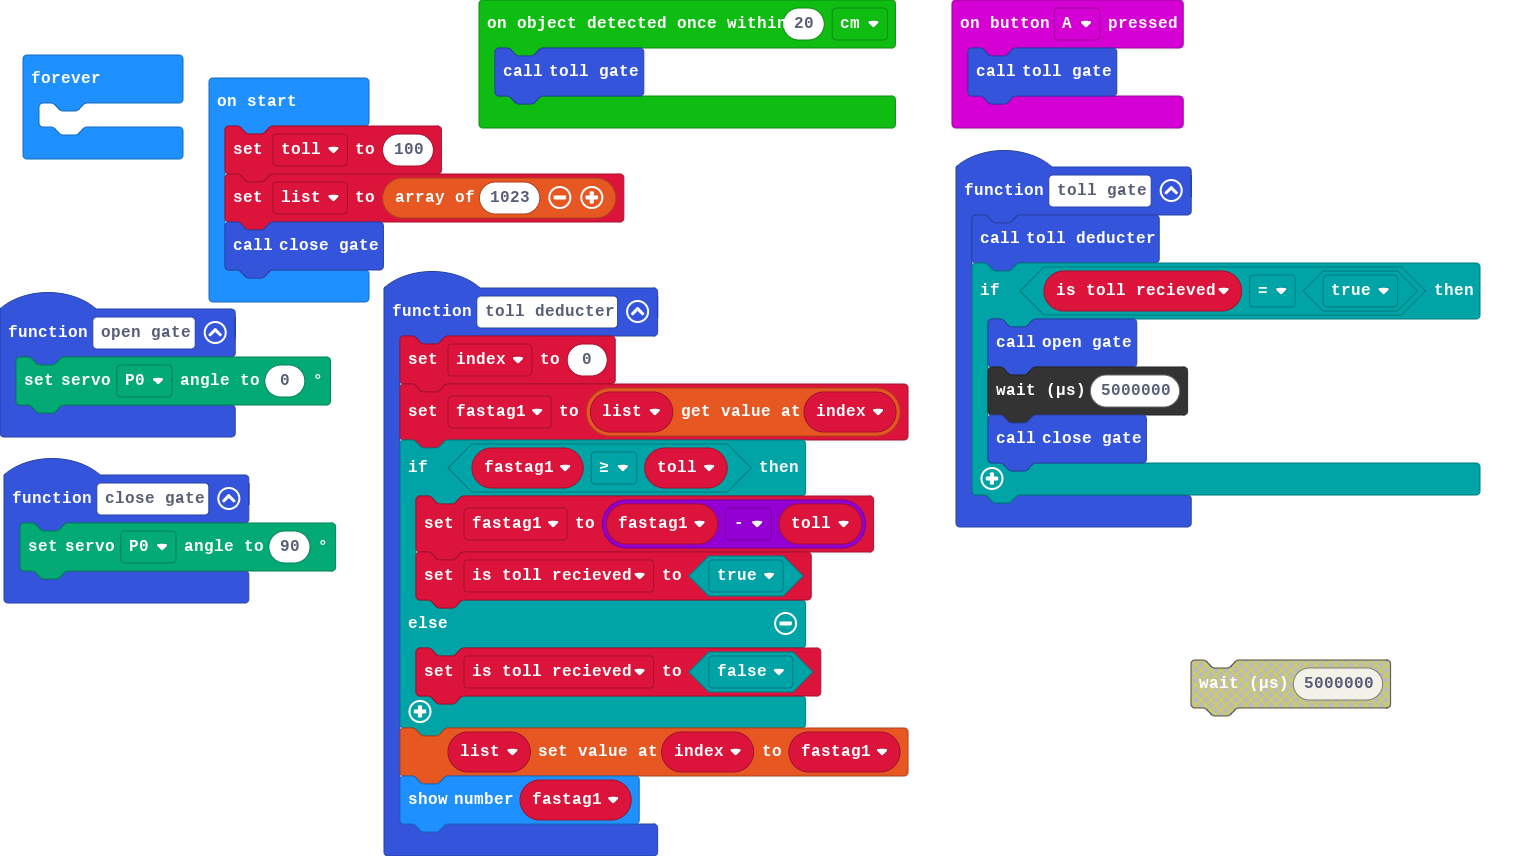 forever
on start
set toll to 100
set list to array of 1023
call close gate
on object detected once within 20 cm
call toll gate
on button A pressed
call toll gate
function open gate
set servo P0 angle to 0 °
function close gate
set servo P0 angle to 90 °
function toll deducter
set index to 0
set fastag1 to list get value at index
if fastag1 ≥ toll then
set fastag1 to fastag1 - toll
set is toll recieved to true
else
set is toll recieved to false
list set value at index to fastag1
show number fastag1
function toll gate
call toll deducter
if is toll recieved = true then
call open gate
wait (µs) 5000000
call close gate
wait (µs) 5000000